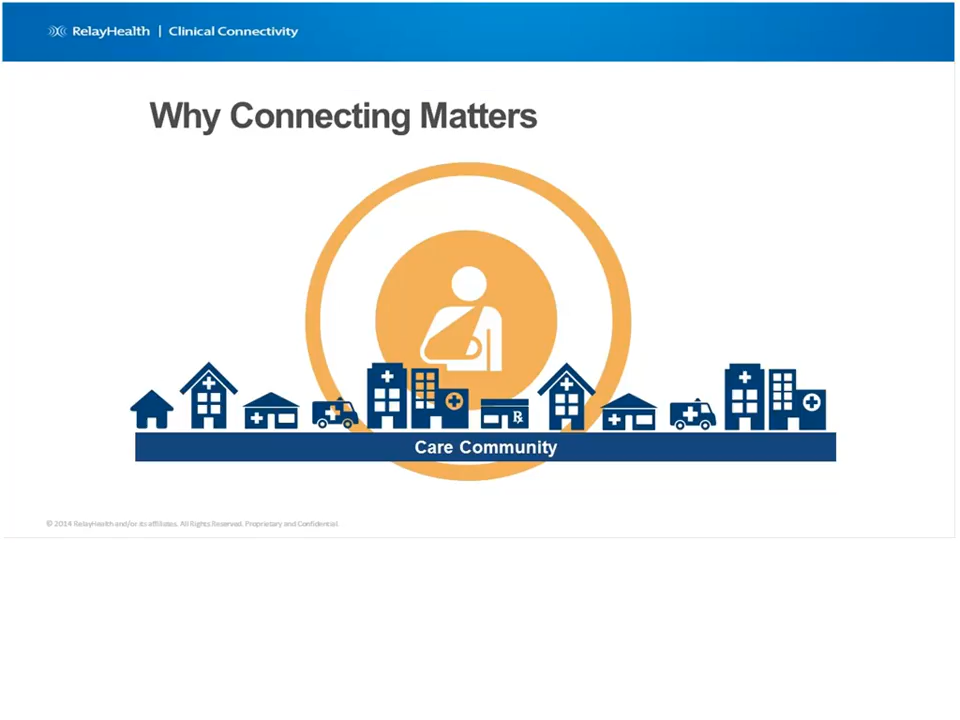 RelayHealth | Clinical Connectivity
Why Connecting Matters
℞
Care Community
© 2014 RelayHealth and/or its affiliates. All Rights Reserved. Proprietary and Confidential.